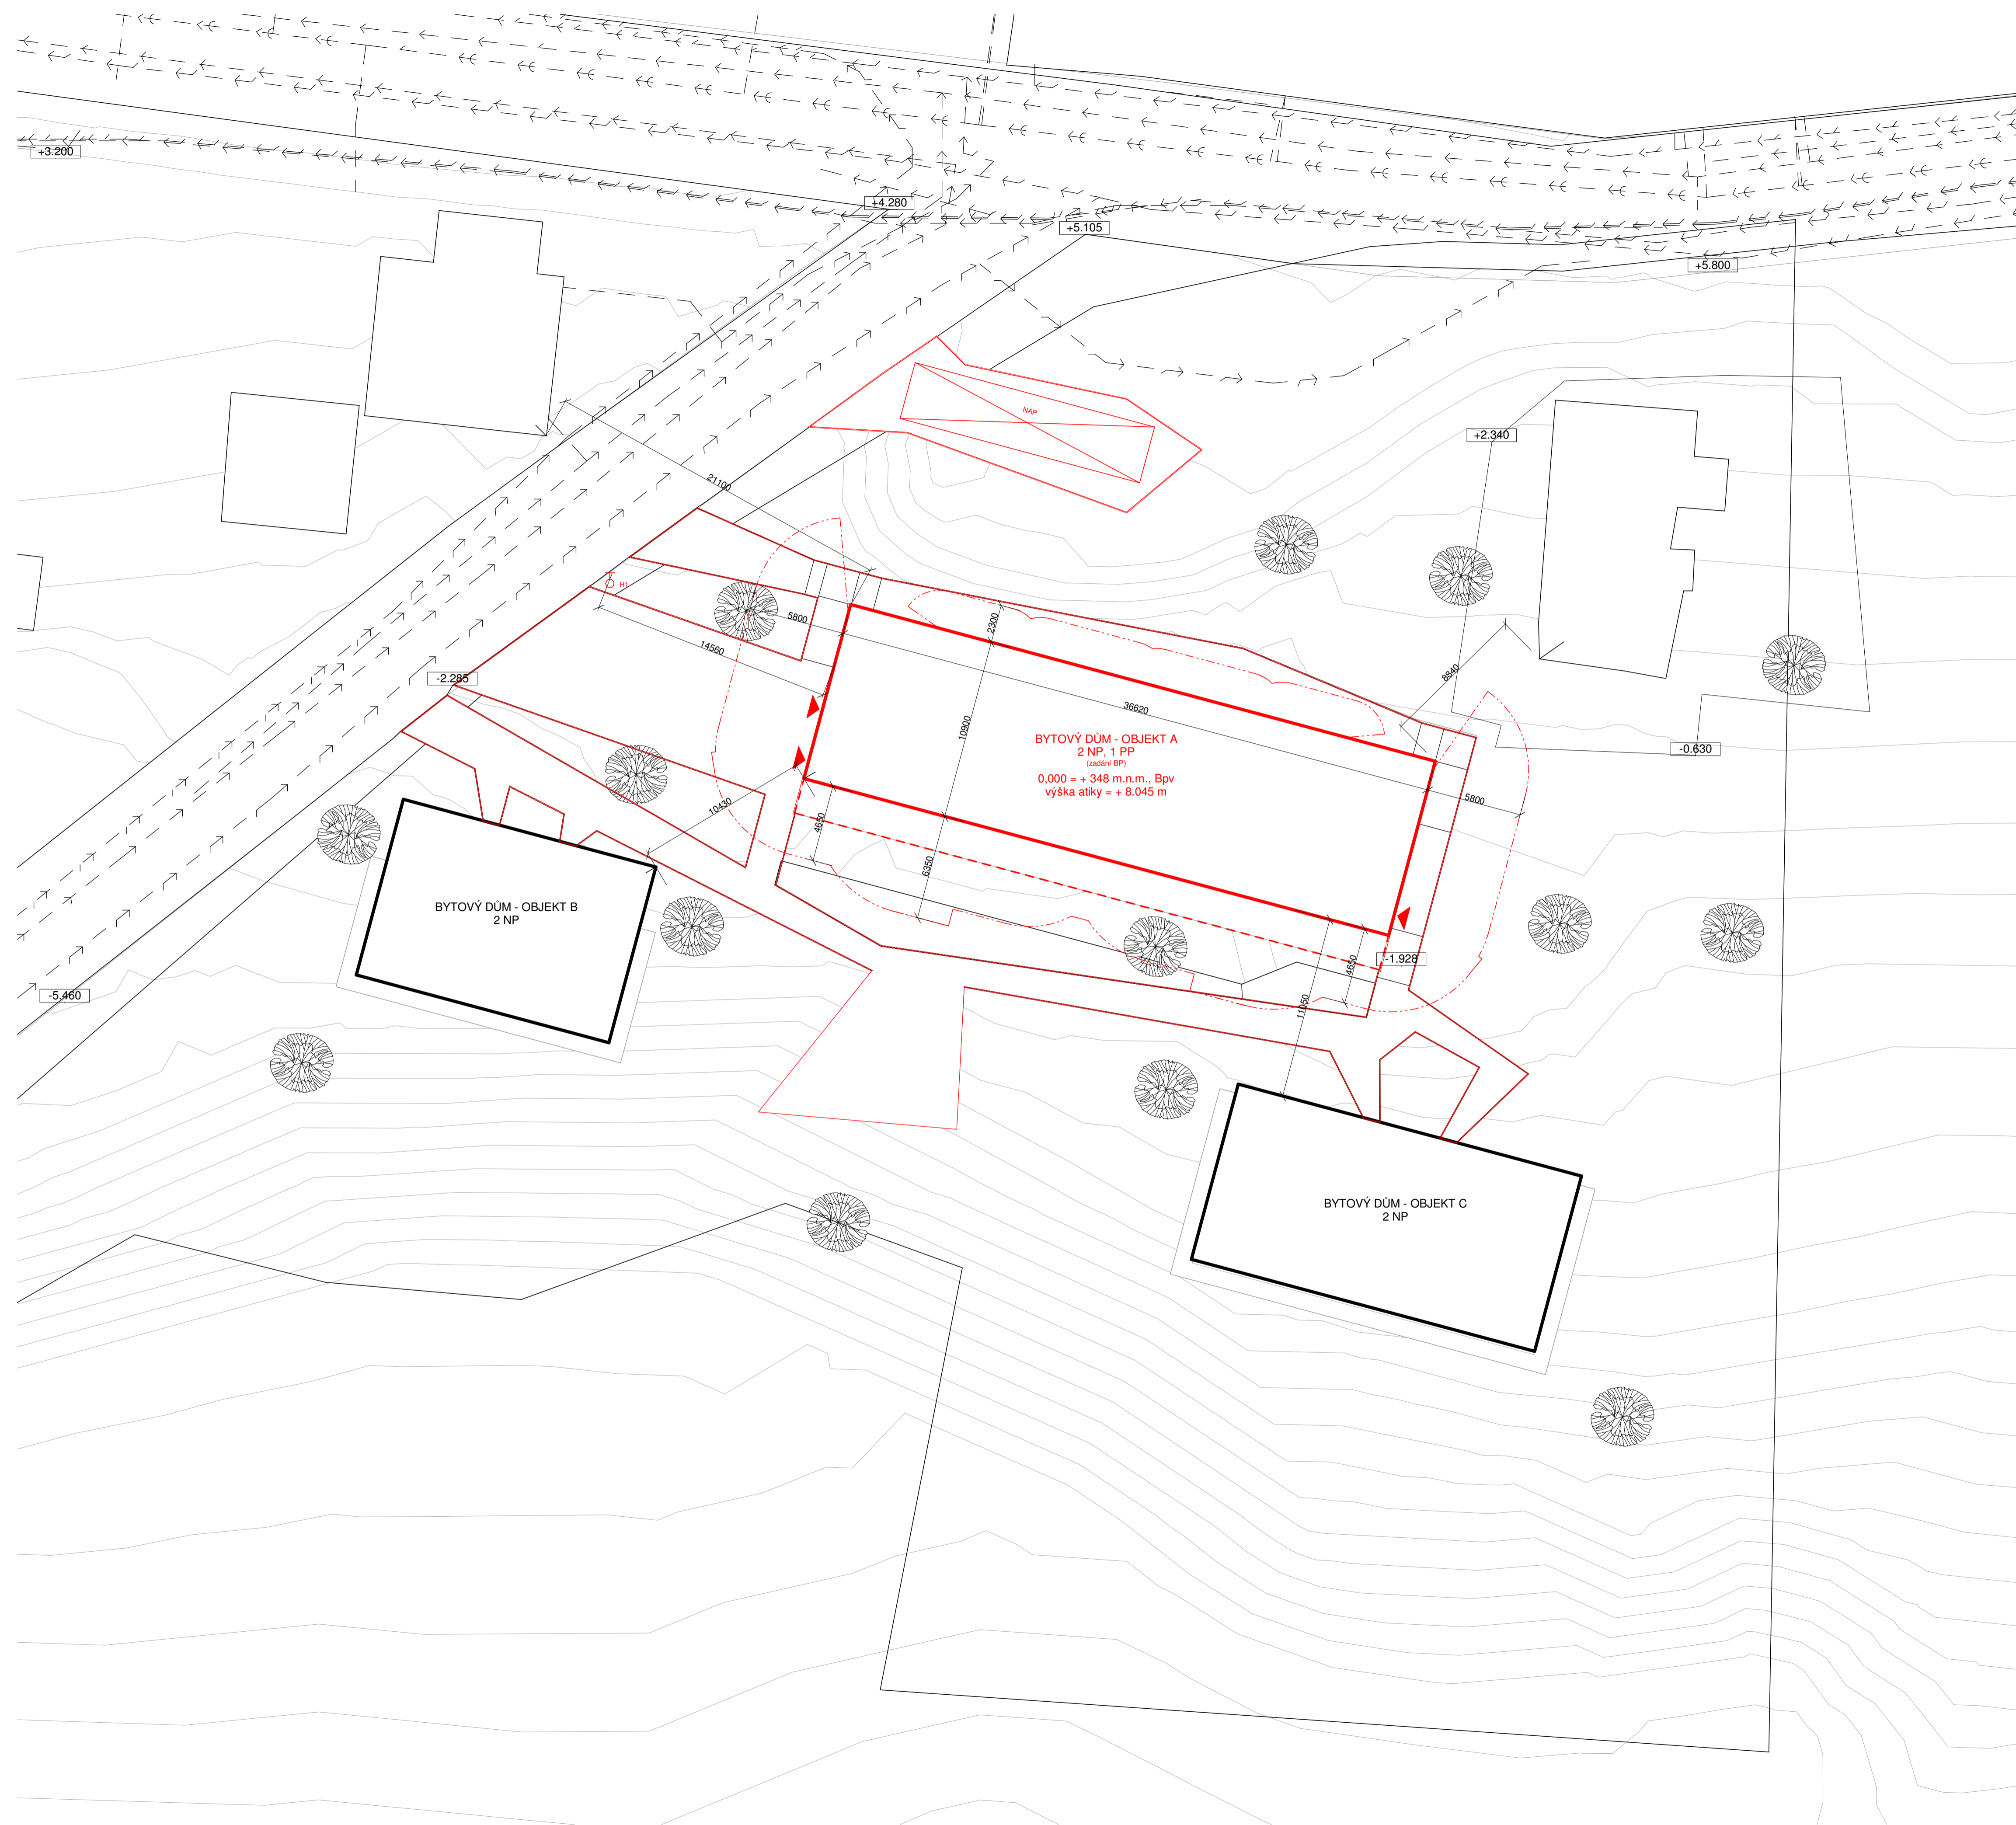 +3.200
+4.280
+5.105
+5.800
NAP
+2.340
21100
H1
5800
2300
14560
-2.285
8840
36620
10900
BYTOVÝ DŮM - OBJEKT A
2 NP, 1 PP
(zadání BP)
0,000 = + 348 m.n.m., Bpv
výška atiky = + 8.045 m
-0.630
5800
10430
4650
6350
BYTOVÝ DŮM - OBJEKT B
2 NP
-1.928
4650
-5.460
11050
BYTOVÝ DŮM - OBJEKT C
2 NP